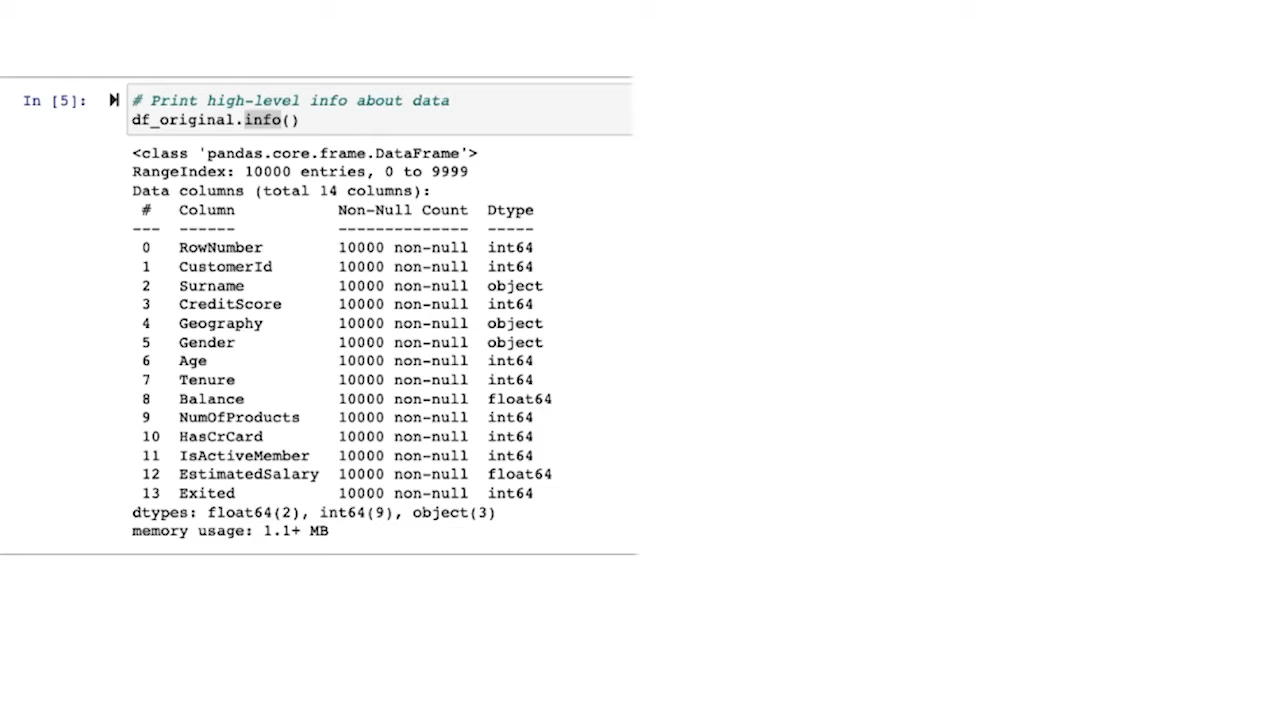 In [5]: # Print high-level info about data
df_original.info()
<class 'pandas.core.frame.DataFrame'>
RangeIndex: 10000 entries, 0 to 9999
Data columns (total 14 columns):
#   Column   Non-Null Count   Dtype
---   ------   --------------   -----
0   RowNumber   10000 non-null   int64
1   CustomerId   10000 non-null   int64
2   Surname   10000 non-null   object
3   CreditScore   10000 non-null   int64
4   Geography   10000 non-null   object
5   Gender   10000 non-null   object
6   Age   10000 non-null   int64
7   Tenure   10000 non-null   int64
8   Balance   10000 non-null   float64
9   NumOfProducts   10000 non-null   int64
10   HasCrCard   10000 non-null   int64
11   IsActiveMember   10000 non-null   int64
12   EstimatedSalary   10000 non-null   float64
13   Exited   10000 non-null   int64
dtypes: float64(2), int64(9), object(3)
memory usage: 1.1+ MB